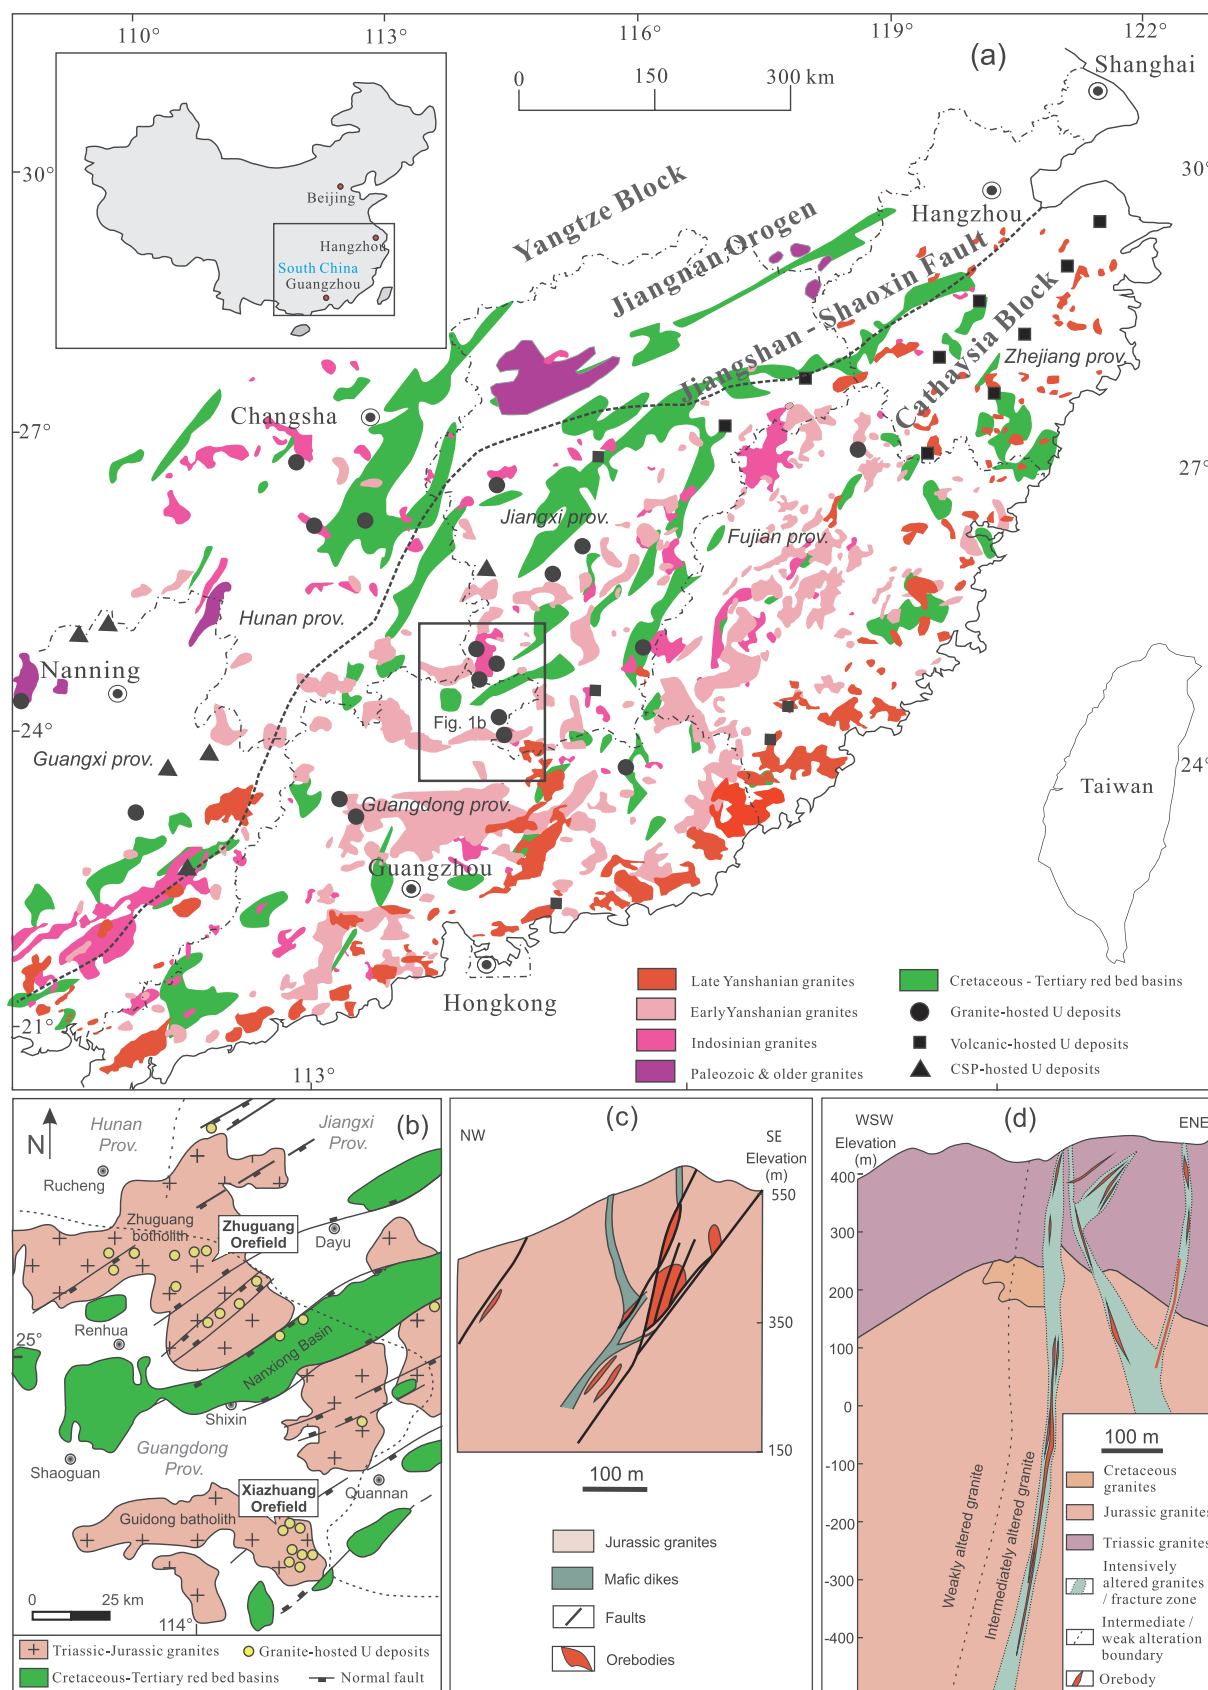 110°
113°
116°
119°
122°
(a)
0
150
300 km
Shanghai
30°
30°
Beijing
Hangzhou
South China
Guangzhou
Yangtze Block
Jiangnan Orogen
Hangzhou
Jiangshan - Shaoxin Fault
Cathaysia Block
Zhejiang prov.
Changsha
27°
27°
Jiangxi prov.
Fujian prov.
Hunan prov.
Nanning
Fig. 1b
24°
24°
Guangxi prov.
Guangdong prov.
Taiwan
Guangzhou
Hongkong
21°
113°
Late Yanshanian granites
EarlyYanshanian granites
Indosinian granites
Paleozoic & older granites
Cretaceous - Tertiary red bed basins
Granite-hosted U deposits
Volcanic-hosted U deposits
CSP-hosted U deposits
(b)
N
Hunan
Prov.
Jiangxi
Prov.
Rucheng
Zhuguang
botholith
Zhuguang
Orefield
Dayu
Renhua
25°
Nanxiong Basin
Shixin
Guangdong
Prov.
Shaoguan
Xiazhuang
Orefield
Quannan
Guidong batholith
0
25 km
114°
Triassic-Jurassic granites
Granite-hosted U deposits
Cretaceous-Tertiary red bed basins
Normal fault
(c)
NW
SE
Elevation
(m)
550
350
150
100 m
Jurassic granites
Mafic dikes
Faults
Orebodies
(d)
WSW
ENE
Elevation
(m)
400
300
200
100
0
-100
-200
-300
-400
Weakly altered granite
Intermediately altered granite
100 m
Cretaceous
granites
Jurassic granites
Triassic granites
Intensively
altered granites
/ fracture zone
Intermediate /
weak alteration
boundary
Orebody